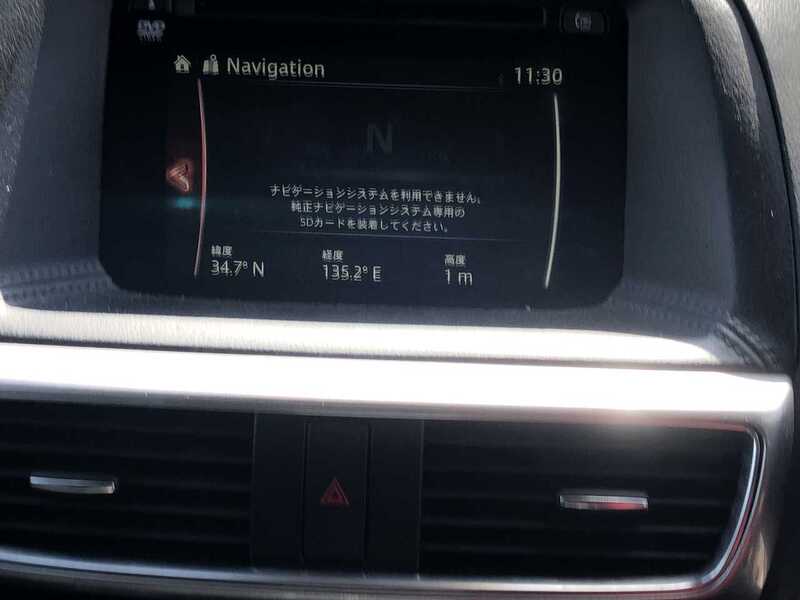 DVD
Navigation
11:30
N
ナビゲーションシステムを利用できません。
純正ナビゲーションシステム専用の
SDカードを装着してください。
緯度 経度 高度
34.7° N 135.2° E 1 m